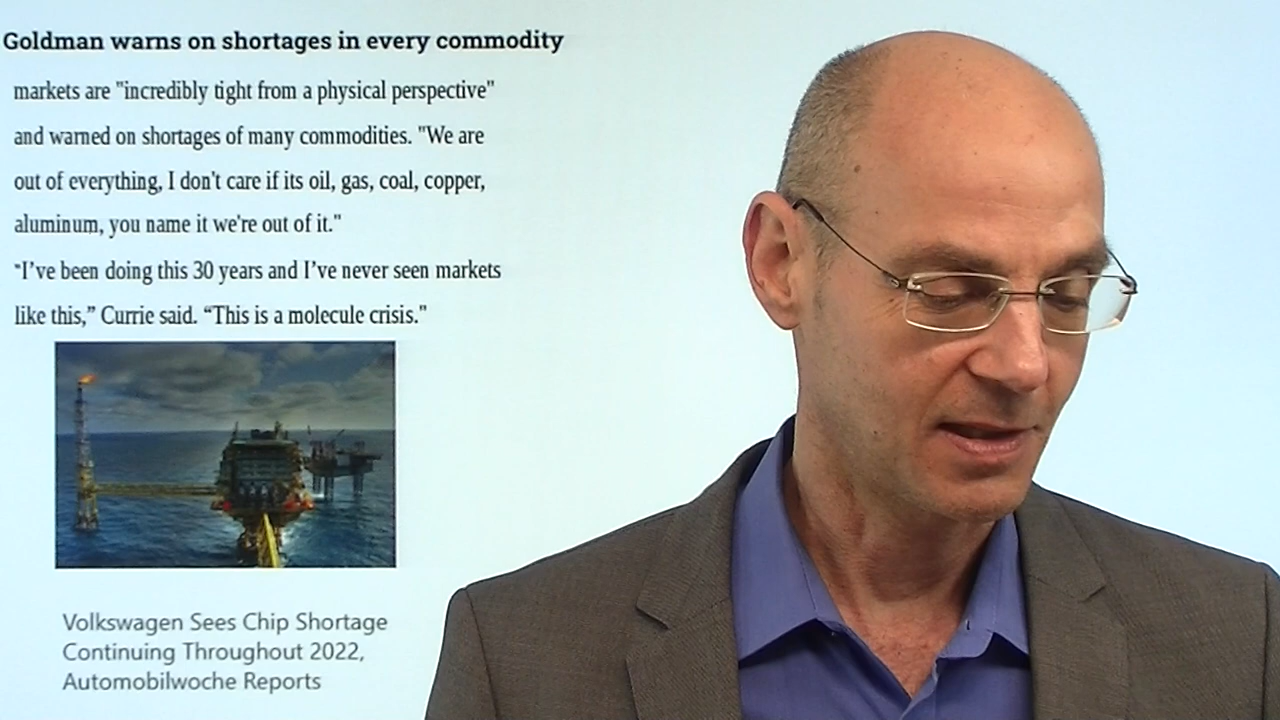 Goldman warns on shortages in every commodity
markets are "incredibly tight from a physical perspective"
and warned on shortages of many commodities. "We are
out of everything, I don't care if its oil, gas, coal, copper,
aluminum, you name it we're out of it."
“I’ve been doing this 30 years and I’ve never seen markets
like this,” Currie said. “This is a molecule crisis."
Volkswagen Sees Chip Shortage
Continuing Throughout 2022,
Automobilwoche Reports